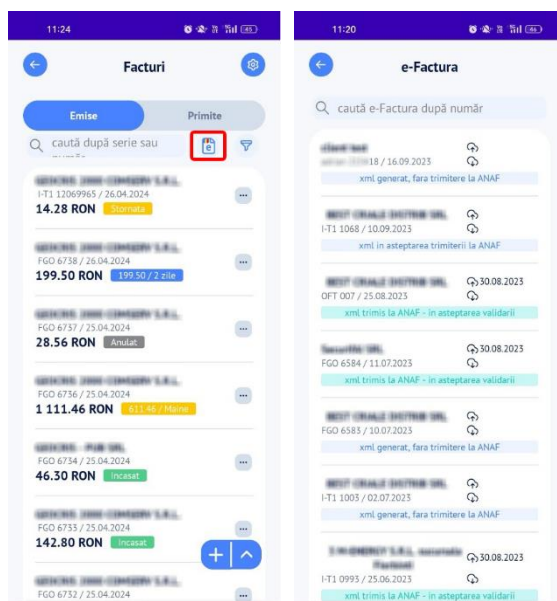 11:24
Facturi
Emise
Primite
caută după serie sau
I-T1 12069965 / 26.04.2024
14.28 RON Stornata
FGO 6738 / 26.04.2024
199.50 RON 199.50 / 2 zile
FGO 6737 / 25.04.2024
28.56 RON Anulat
FGO 6736 / 25.04.2024
1 111.46 RON 611.46 / Maine
FGO 6734 / 25.04.2024
46.30 RON Incasat
FGO 6733 / 25.04.2024
142.80 RON Incasat
FGO 6732 / 25.04.2024
11:20
e-Factura
caută e-Factura după număr
18 / 16.09.2023
xml generat, fara trimitere la ANAF
I-T1 1068 / 10.09.2023
xml in asteptarea trimiterii la ANAF
30.08.2023
OFT 007 / 25.08.2023
xml trimis la ANAF - in asteptarea validarii
30.08.2023
FGO 6584 / 11.07.2023
xml trimis la ANAF - in asteptarea validarii
FGO 6583 / 10.07.2023
xml generat, fara trimitere la ANAF
I-T1 1003 / 02.07.2023
xml generat, fara trimitere la ANAF
30.08.2023
I-T1 0993 / 25.06.2023
xml trimis la ANAF - in asteptarea validarii